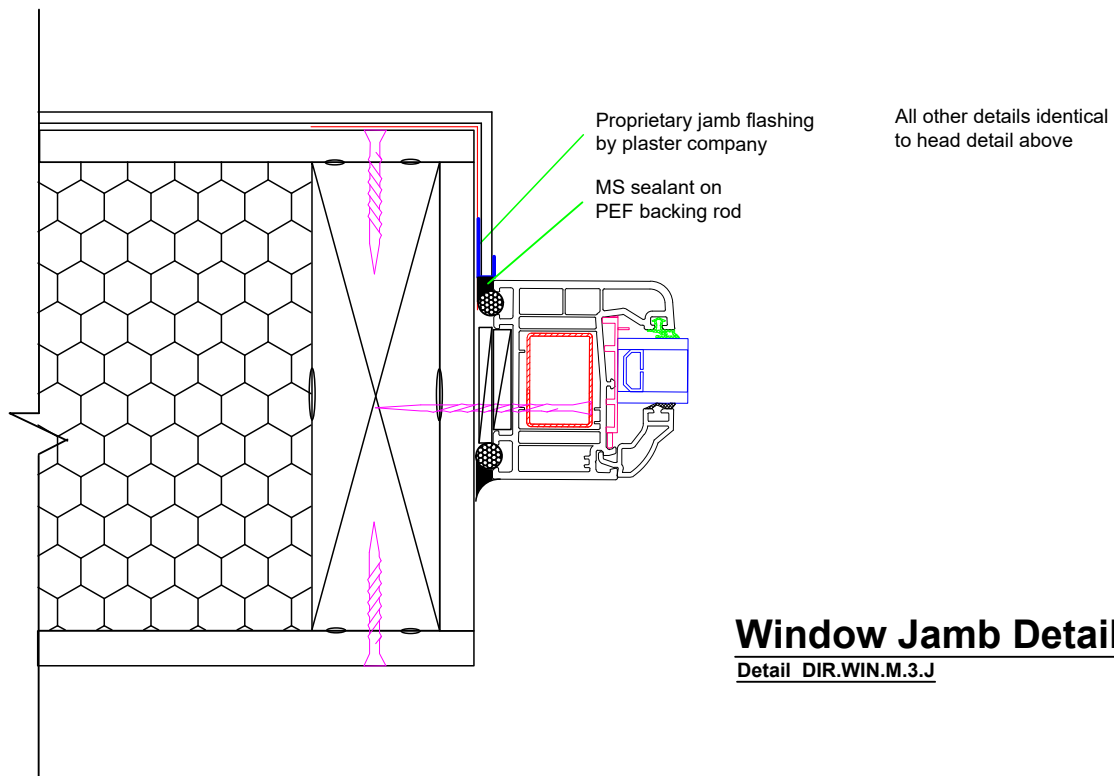 Proprietary jamb flashing
by plaster company
All other details identical
to head detail above
MS sealant on
PEF backing rod
Window Jamb Detail
Detail DIR.WIN.M.3.J